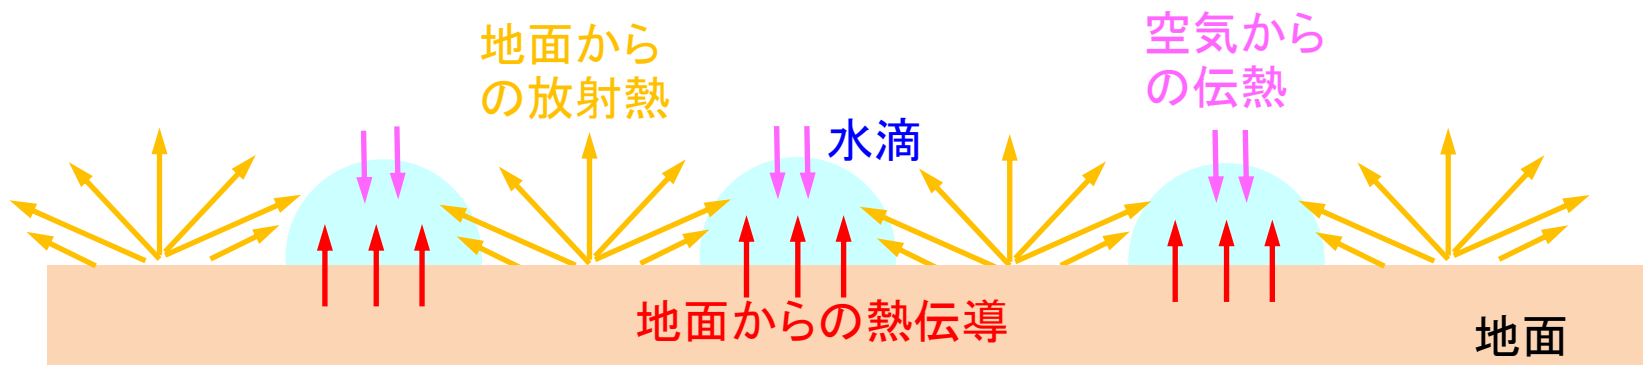 地面から
の放射熱
空気から
の伝熱
水滴
地面からの熱伝導
地面